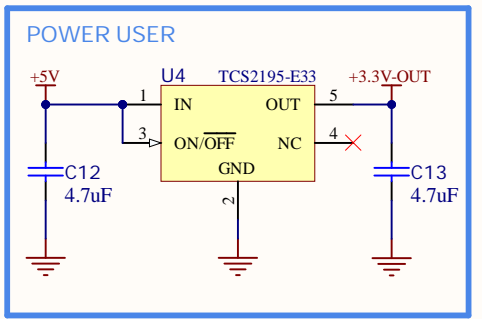 POWER USER
+5V U4 TCS2195-E33 +3.3V-OUT
1 IN OUT 5
3 ON/OFF NC 4
GND
C12 C13
4.7uF 4.7uF
2